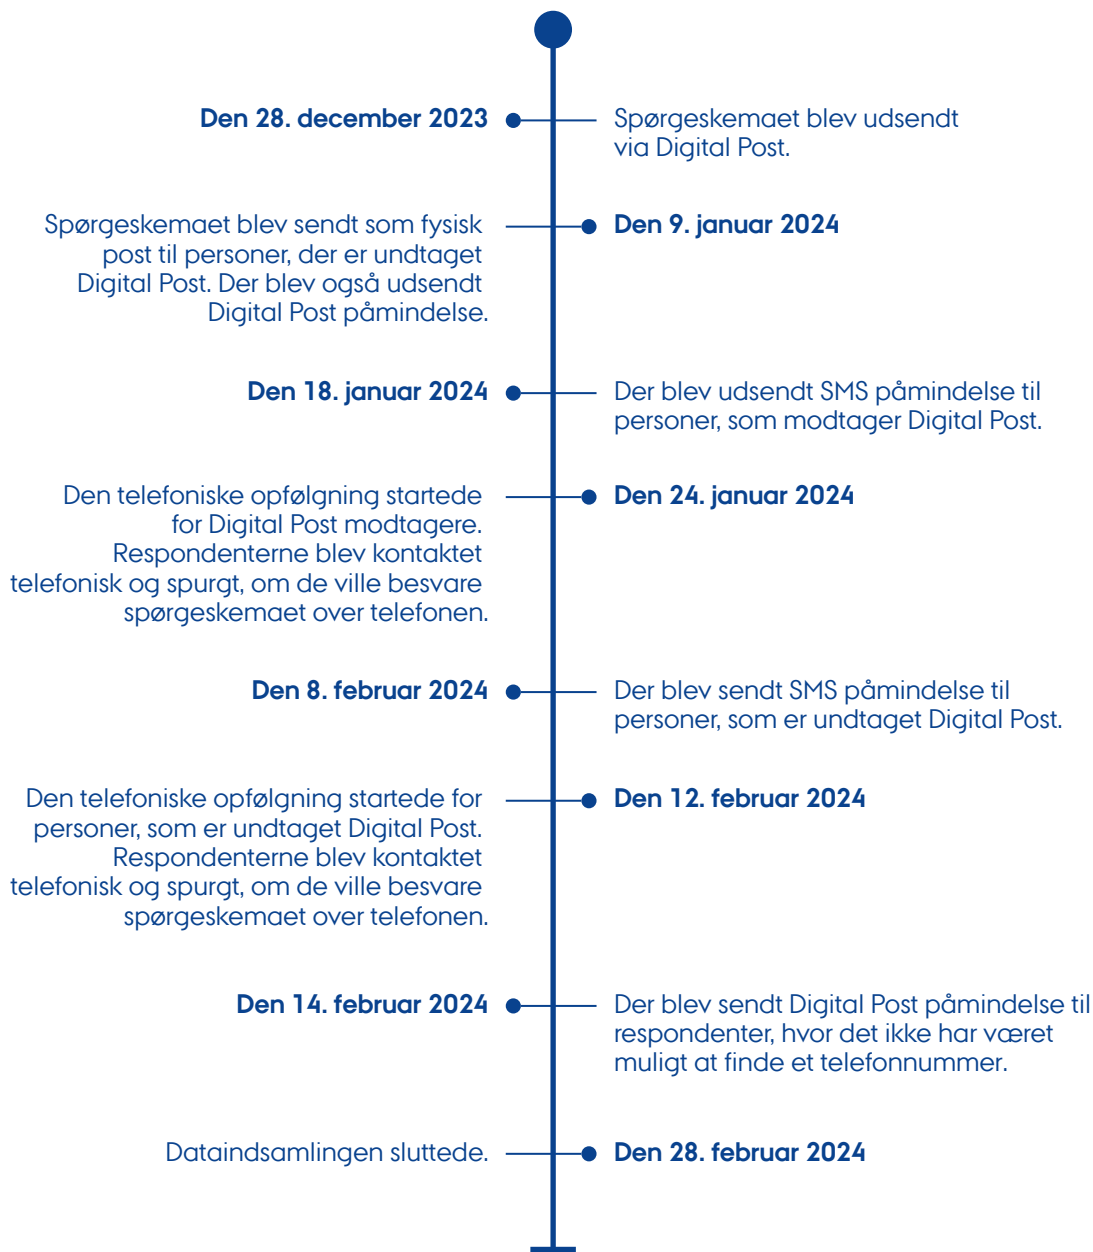 Den 28. december 2023
Spørgeskemaet blev udsendt
via Digital Post.
Den 9. januar 2024
Spørgeskemaet blev sendt som fysisk
post til personer, der er undtaget
Digital Post. Der blev også udsendt
Digital Post påmindelse.
Den 18. januar 2024
Der blev udsendt SMS påmindelse til
personer, som modtager Digital Post.
Den 24. januar 2024
Den telefoniske opfølgning startede
for Digital Post modtagere.
Respondenterne blev kontaktet
telefonisk og spurgt, om de ville besvare
spørgeskemaet over telefonen.
Den 8. februar 2024
Der blev sendt SMS påmindelse til
personer, som er undtaget Digital Post.
Den 12. februar 2024
Den telefoniske opfølgning startede for
personer, som er undtaget Digital Post.
Respondenterne blev kontaktet
telefonisk og spurgt, om de ville besvare
spørgeskemaet over telefonen.
Den 14. februar 2024
Der blev sendt Digital Post påmindelse til
respondenter, hvor det ikke har været
muligt at finde et telefonnummer.
Den 28. februar 2024
Dataindsamlingen sluttede.